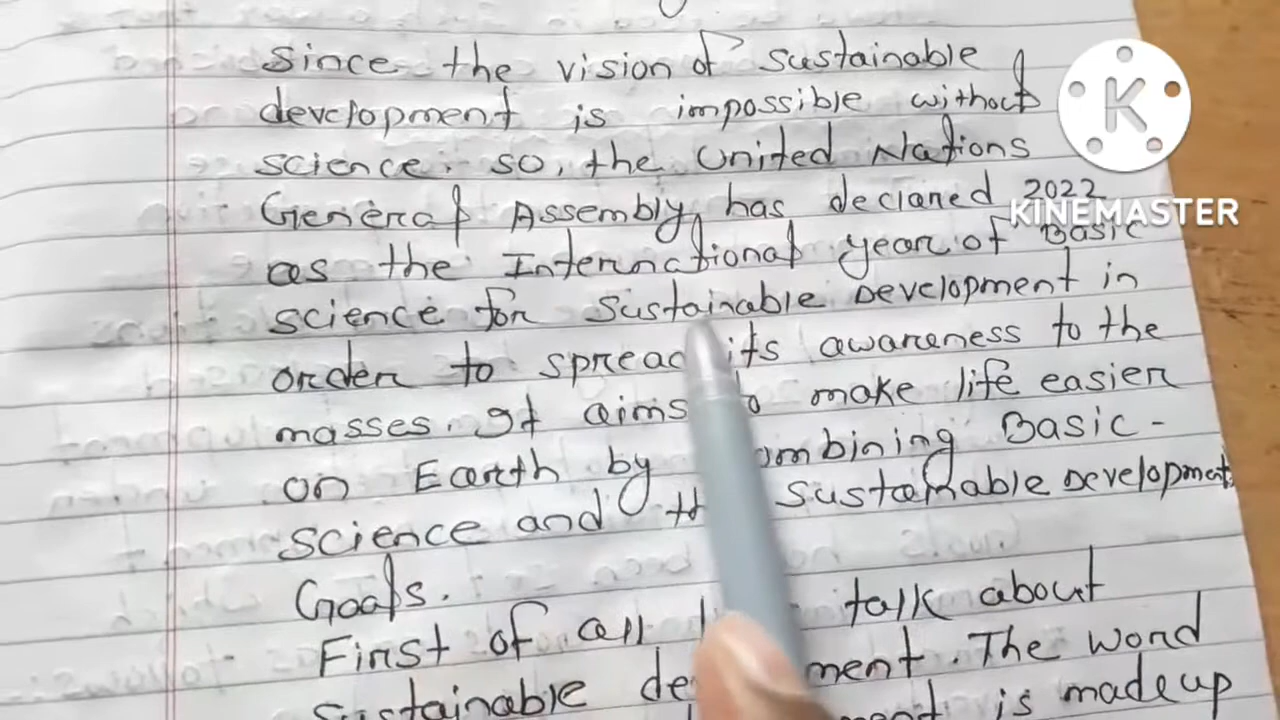 since the vision of sustainable
development is impossible without
science. so, the United Nations
General Assembly has declared 2022
as the International year of Basic
science for sustainable Development in
order to spread its awareness to the
masses. It aims to make life easier
on Earth by combining Basic-
science and the sustainable Development
Goals.
First of all talk about
sustainable The word
is made up
K
KINEMASTER